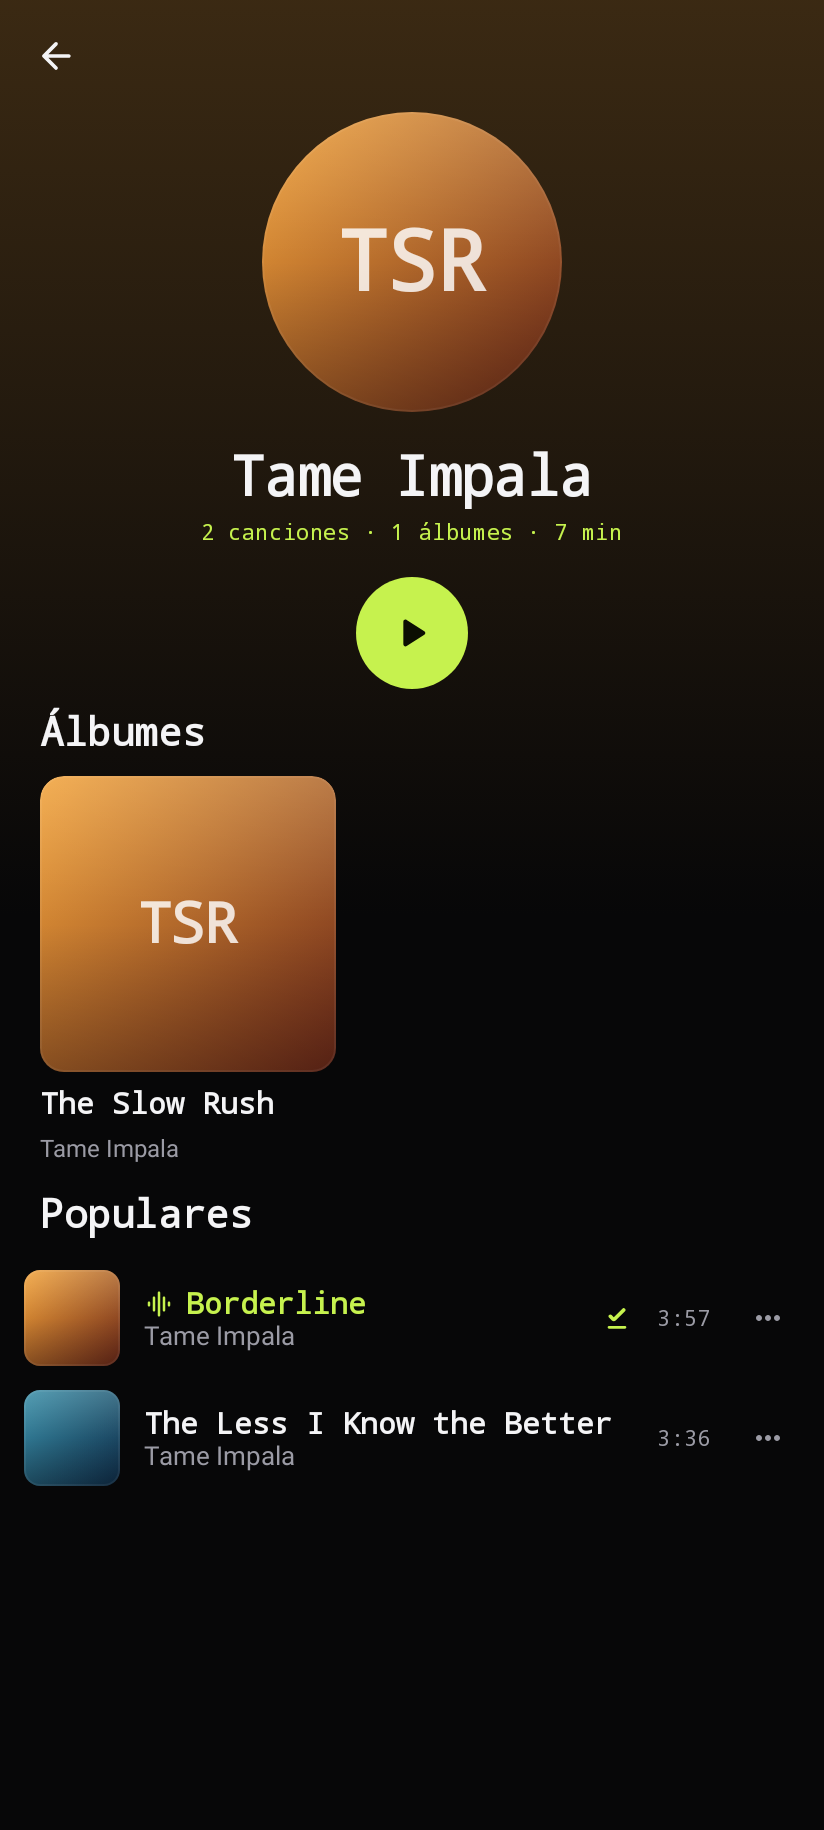 TSR
Tame Impala
2 canciones · 1 álbumes · 7 min
Álbumes
TSR
The Slow Rush
Tame Impala
Populares
Borderline
Tame Impala
3:57
The Less I Know the Better
Tame Impala
3:36